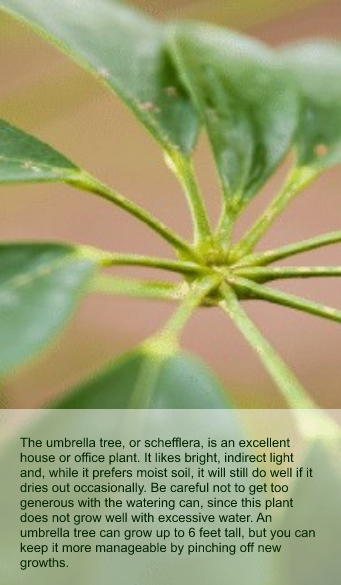 The umbrella tree, or schefflera, is an excellent
house or office plant. It likes bright, indirect light
and, while it prefers moist soil, it will still do well if it
dries out occasionally. Be careful not to get too
generous with the watering can, since this plant
does not grow well with excessive water. An
umbrella tree can grow up to 6 feet tall, but you can
keep it more manageable by pinching off new
growths.